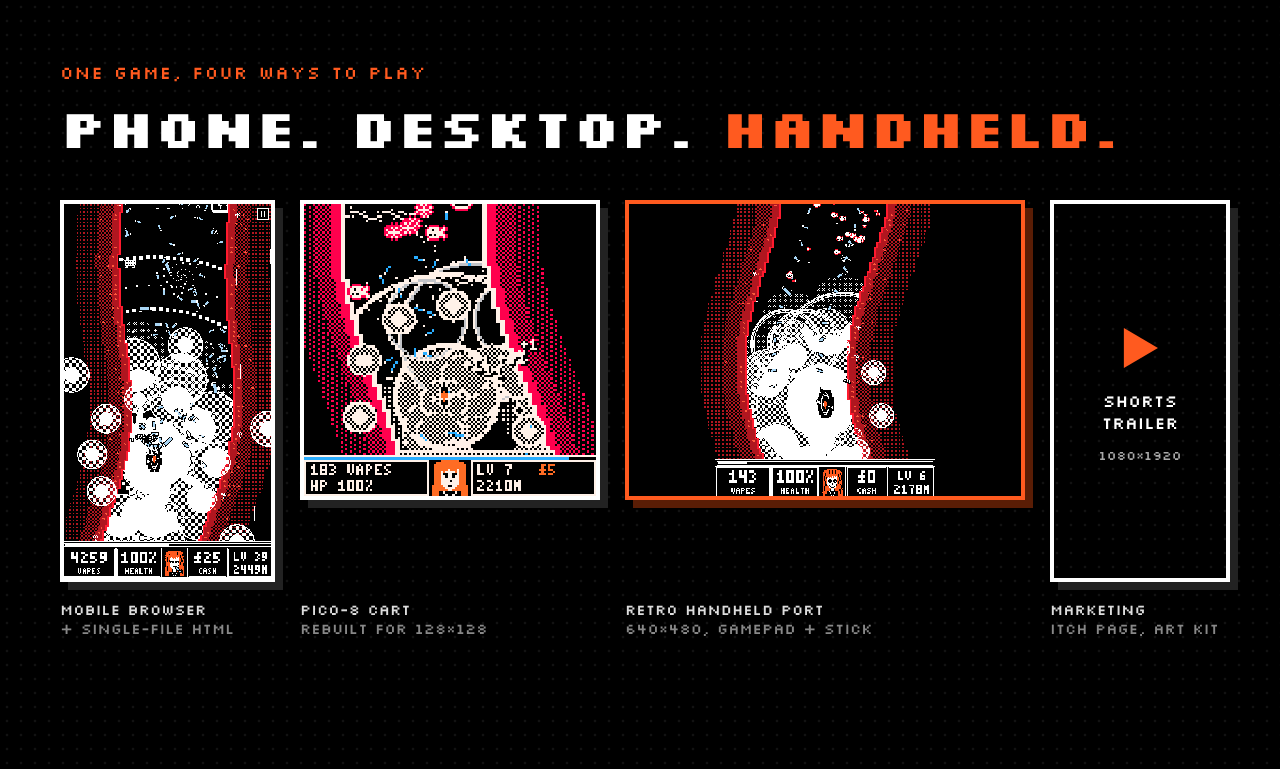 ONE GAME, FOUR WAYS TO PLAY
PHONE. DESKTOP. HANDHELD.
4259 VAPES
100% HEALTH
£25 CASH
LV 39
2449M
+1
183 VAPES
HP 100%
LV 7
£5
2210M
143 VAPES
100% HEALTH
£0 CASH
LV 6
2178M
SHORTS
TRAILER
1080×1920
MOBILE BROWSER
+ SINGLE-FILE HTML
PICO-8 CART
REBUILT FOR 128×128
RETRO HANDHELD PORT
640×480, GAMEPAD + STICK
MARKETING
ITCH PAGE, ART KIT